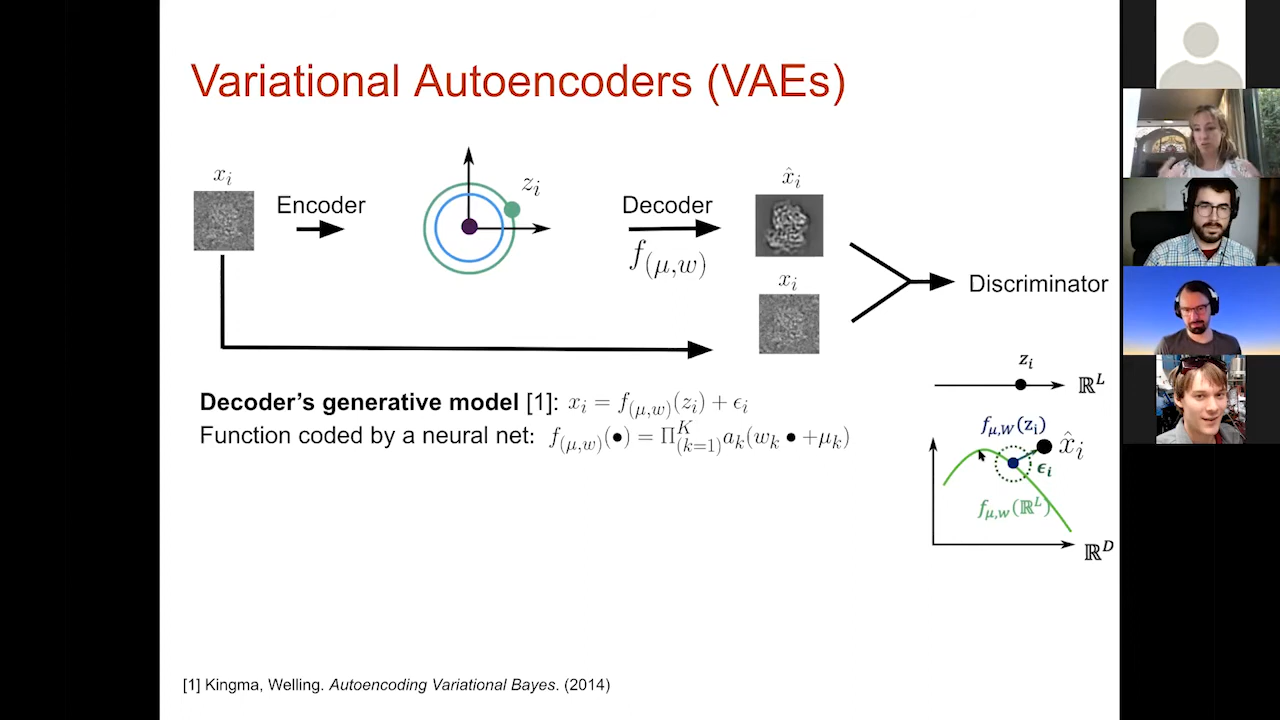 Variational Autoencoders (VAEs)
x_i
Encoder
z_i
Decoder
f_{(μ,w)}
x̂_i
x_i
Discriminator
z_i
ℝ^L
Decoder’s generative model [1]: x_i = f_{(μ,w)}(z_i) + ϵ_i
Function coded by a neural net: f_{(μ,w)}(●) = Π_{(k=1)}^K a_k(w_k ● +μ_k)
f_{μ,W}(z_i)
x̂_i
ϵ_i
f_{μ,W}(ℝ^L)
ℝ^D
[1] Kingma, Welling. Autoencoding Variational Bayes. (2014)